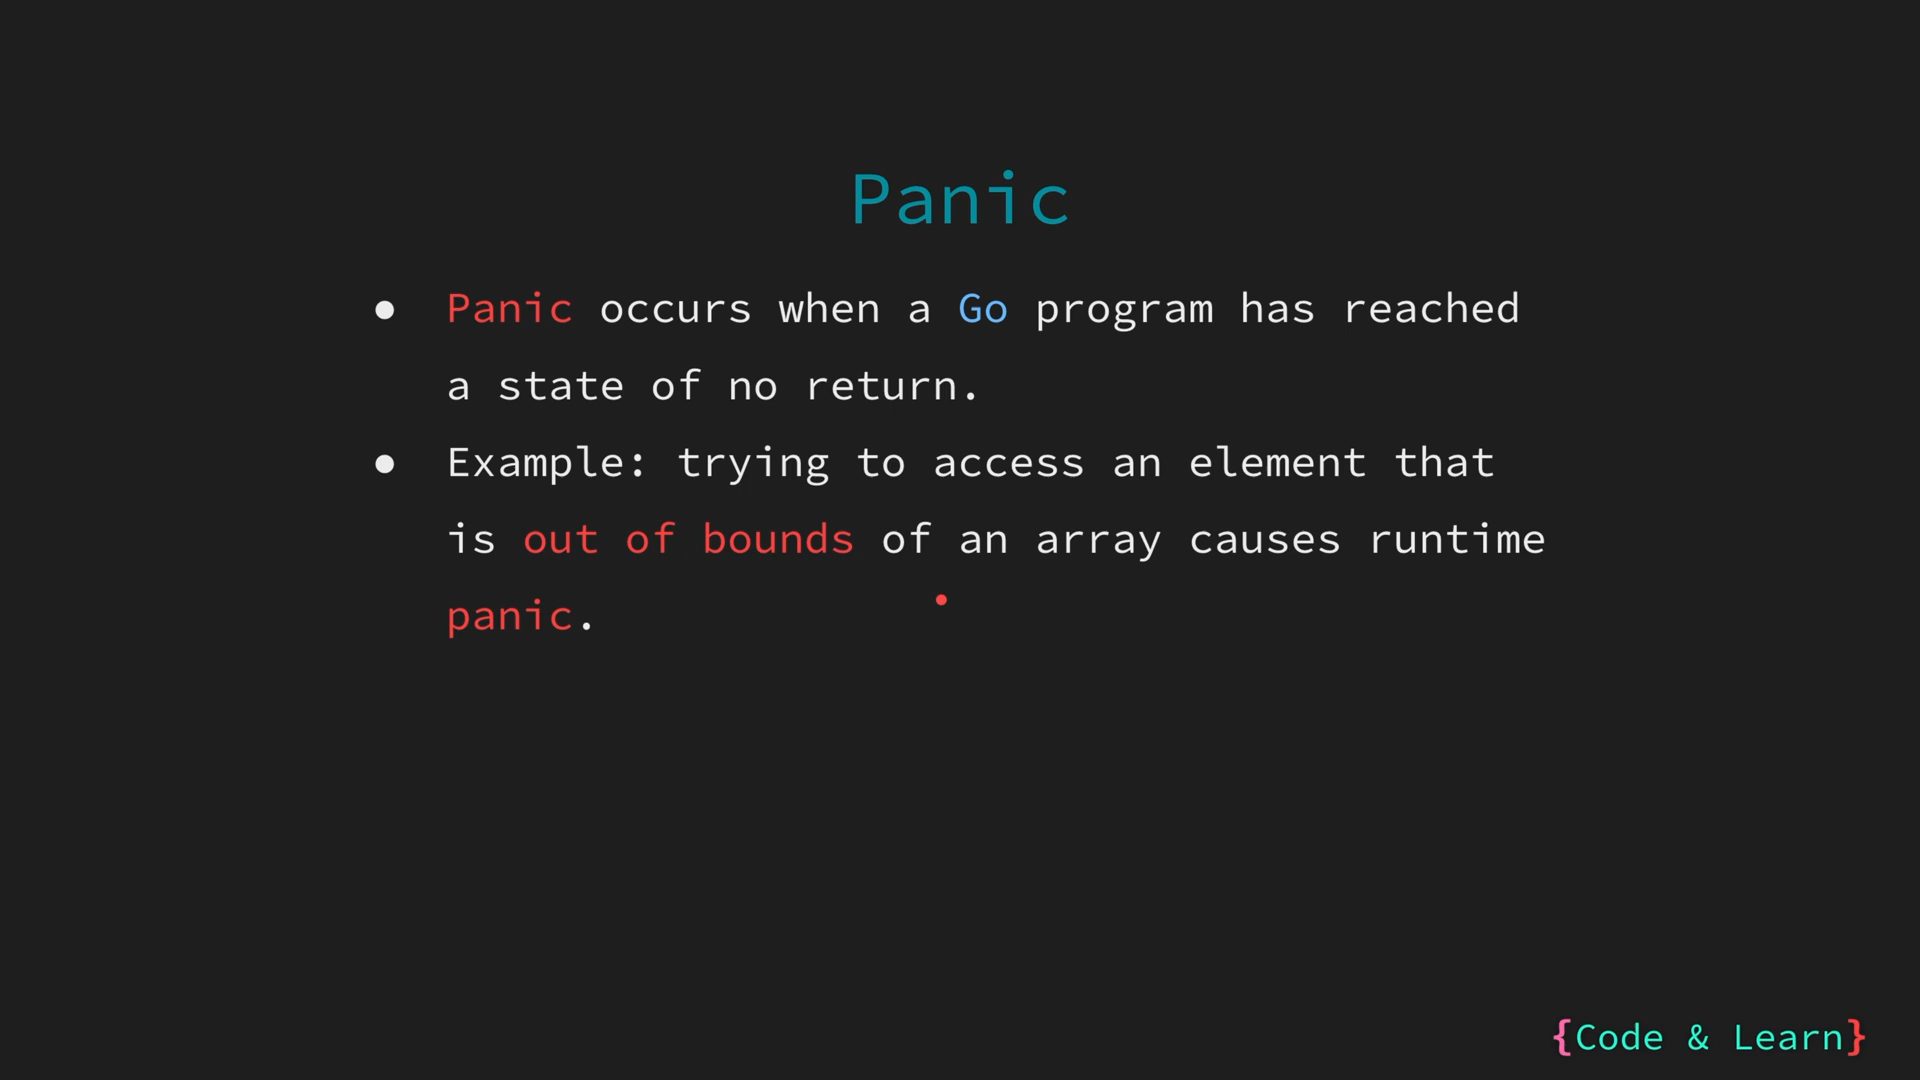 Panic
● Panic occurs when a Go program has reached
a state of no return.
● Example: trying to access an element that
is out of bounds of an array causes runtime
panic.
{Code & Learn}